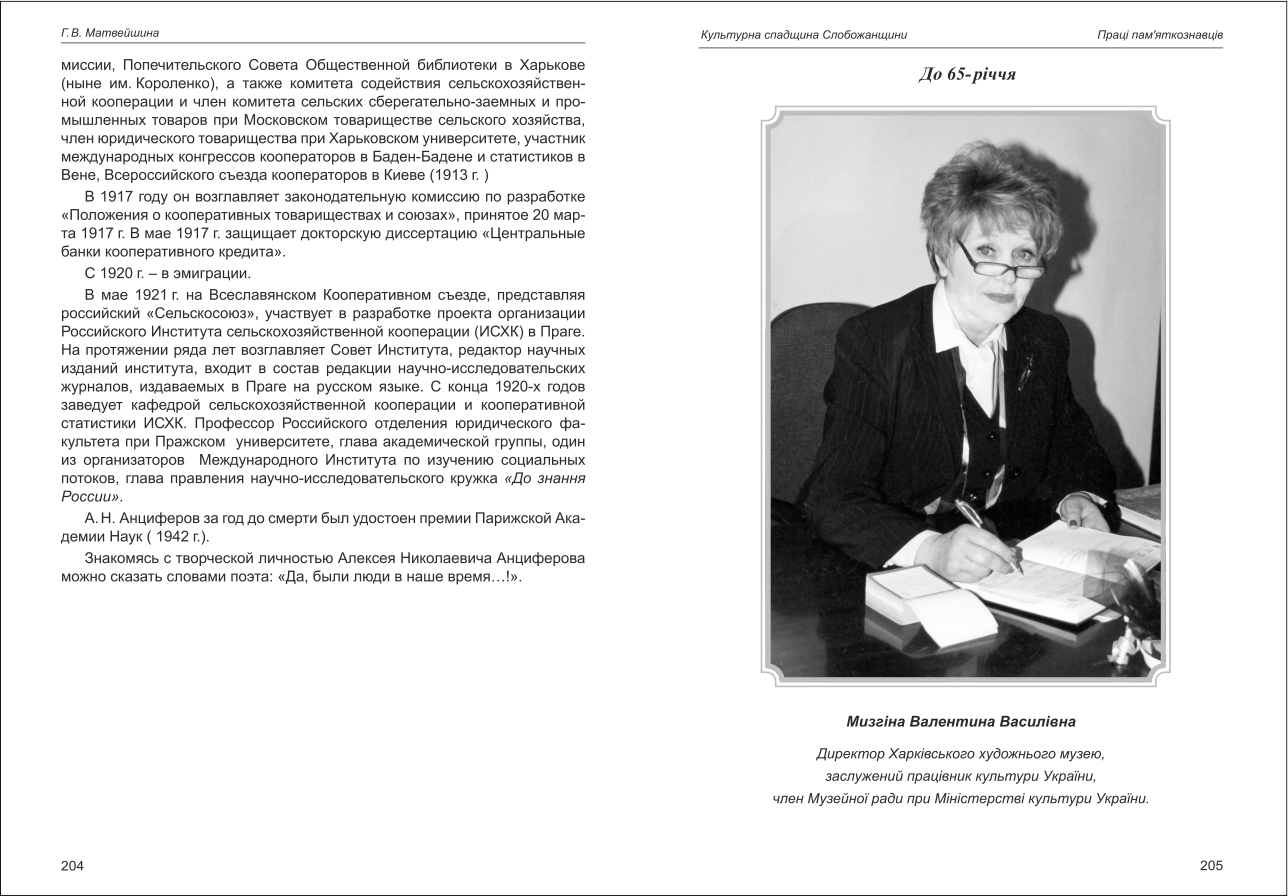 Г. В. Матвейшина
миссии, Попечительского Совета Общественной библиотеки в Харькове
(ныне им. Короленко), а также комитета содействия сельскохозяйствен-
ной кооперации и член комитета сельских сберегательно-заемных и про-
мышленных товаров при Московском товариществе сельского хозяйства,
член юридического товарищества при Харьковском университете, участник
международных конгрессов кооператоров в Баден-Бадене и статистиков в
Вене, Всероссийского съезда кооператоров в Киеве (1913 г. )
В 1917 году он возглавляет законодательную комиссию по разработке
«Положения о кооперативных товариществах и союзах», принятое 20 мар-
та 1917 г. В мае 1917 г. защищает докторскую диссертацию «Центральные
банки кооперативного кредита».
С 1920 г. – в эмиграции.
В мае 1921 г. на Всеславянском Кооперативном съезде, представляя
российский «Сельскосоюз», участвует в разработке проекта организации
Российского Института сельскохозяйственной кооперации (ИСХК) в Праге.
На протяжении ряда лет возглавляет Совет Института, редактор научных
изданий института, входит в состав редакции научно-исследовательских
журналов, издаваемых в Праге на русском языке. С конца 1920-х годов
заведует кафедрой сельскохозяйственной кооперации и кооперативной
статистики ИСХК. Профессор Российского отделения юридического фа-
культета при Пражском университете, глава академической группы, один
из организаторов Международного Института по изучению социальных
потоков, глава правления научно-исследовательского кружка «До знання
России».
А. Н. Анциферов за год до смерти был удостоен премии Парижской Ака-
демии Наук ( 1942 г.).
Знакомясь с творческой личностью Алексея Николаевича Анциферова
можно сказать словами поэта: «Да, были люди в наше время…!».
204
Культурна спадщина Слобожанщини Праці пам'яткознавців
До 65-річчя
Мизгіна Валентина Василівна
Директор Харківського художнього музею,
заслужений працівник культури України,
член Музейної ради при Міністерстві культури України.
205